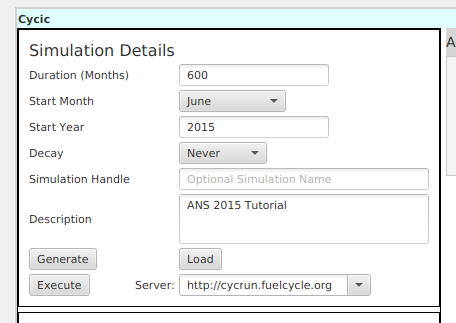 Cycic
A
Simulation Details
Duration (Months) 600
Start Month June
Start Year 2015
Decay Never
Simulation Handle Optional Simulation Name
Description ANS 2015 Tutorial
Generate Load
Execute Server: http://cycrun.fuelcycle.org